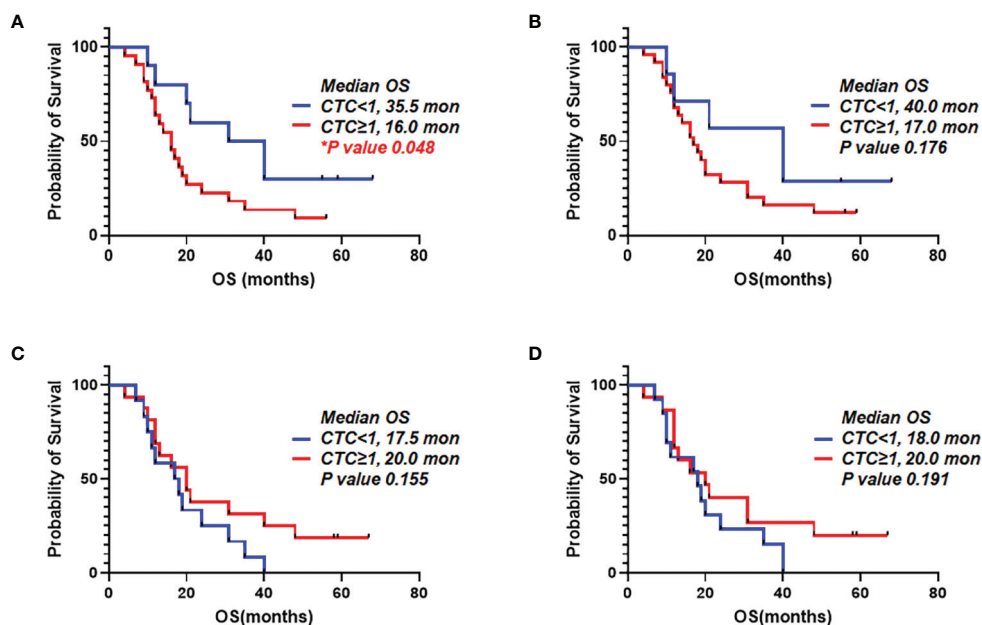 A
Probability of Survival
100
50
0
0 20 40 60 80
OS (months)
Median OS
CTC<1, 35.5 mon
CTC≥1, 16.0 mon
*P value 0.048
B
Probability of Survival
100
50
0
0 20 40 60 80
OS(months)
Median OS
CTC<1, 40.0 mon
CTC≥1, 17.0 mon
P value 0.176
C
Probability of Survival
100
50
0
0 20 40 60 80
OS(months)
Median OS
CTC<1, 17.5 mon
CTC≥1, 20.0 mon
P value 0.155
D
Probability of Survival
100
50
0
0 20 40 60 80
OS(months)
Median OS
CTC<1, 18.0 mon
CTC≥1, 20.0 mon
P value 0.191